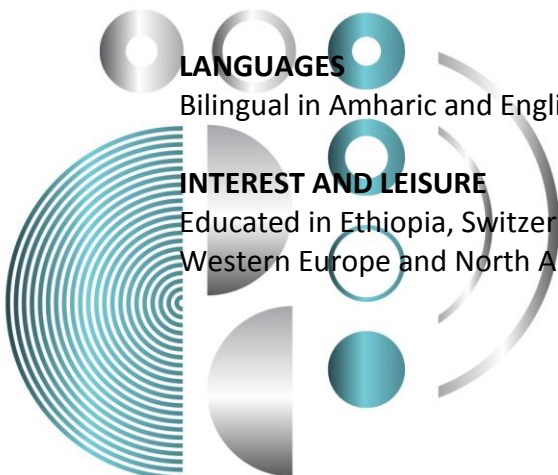 LANGUAGES
Bilingual in Amharic and Engli
INTEREST AND LEISURE
Educated in Ethiopia, Switzer
Western Europe and North A